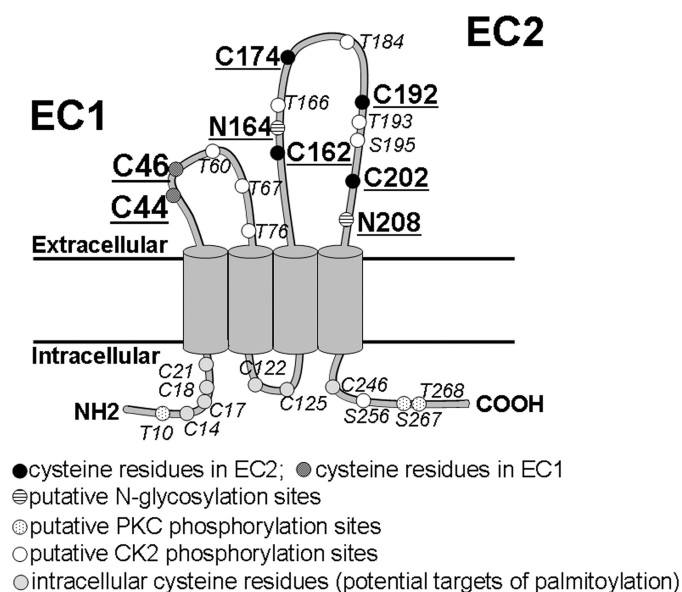 EC2
C174
T184
EC1
T166
C192
N164
T193
C162
S195
C46
T60
C202
T67
C44
N208
T76
Extracellular
Intracellular
C21
C122
C18
C246
T268
NH2
C17
C125
S256
S267
COOH
T10
C14
cysteine residues in EC2; cysteine residues in EC1
putative N-glycosylation sites
putative PKC phosphorylation sites
putative CK2 phosphorylation sites
intracellular cysteine residues (potential targets of palmitoylation)